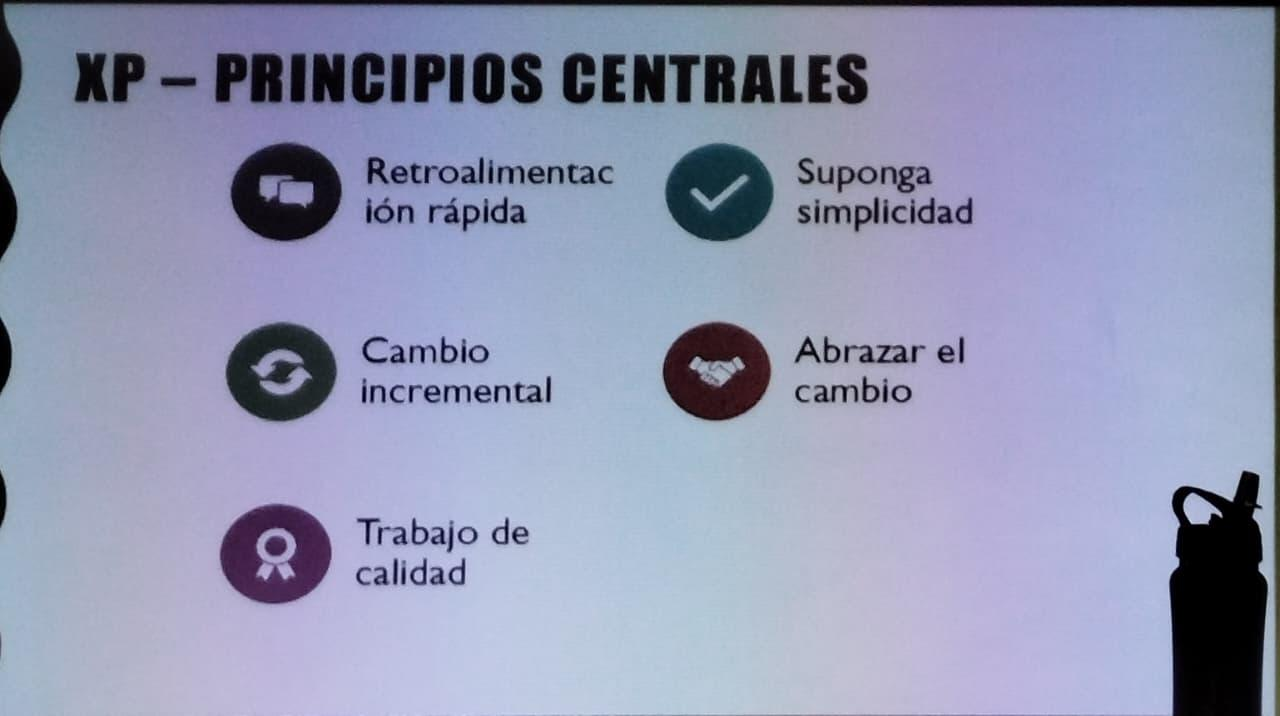 XP – PRINCIPIOS CENTRALES
Retroalimentac
ión rápida
Suponga
simplicidad
Cambio
incremental
Abrazar el
cambio
Trabajo de
calidad